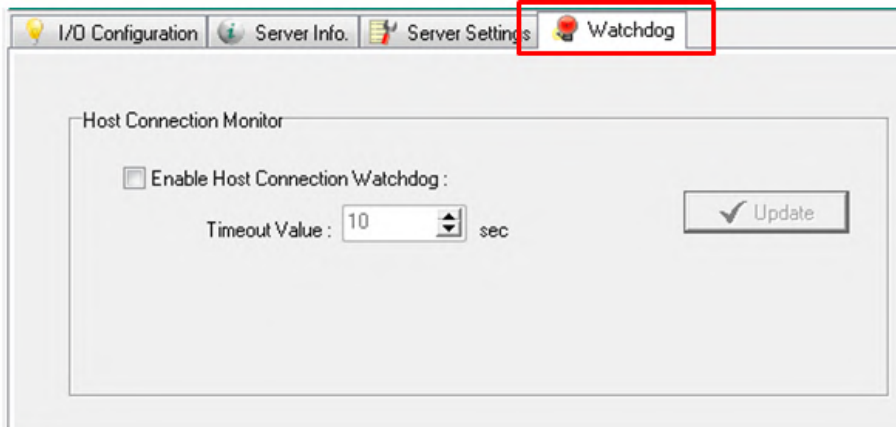 I/O Configuration Server Info. Server Settings Watchdog
Host Connection Monitor
Enable Host Connection Watchdog :
Timeout Value : 10 sec
Update